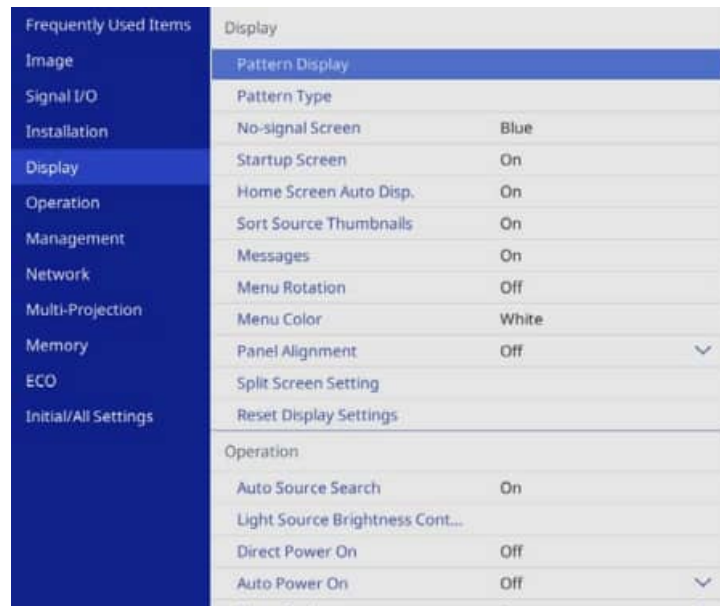 Frequently Used Items
Image
Signal I/O
Installation
Display
Operation
Management
Network
Multi-Projection
Memory
ECO
Initial/All Settings
Display
Pattern Display
Pattern Type
No-signal Screen Blue
Startup Screen On
Home Screen Auto Disp. On
Sort Source Thumbnails On
Messages On
Menu Rotation Off
Menu Color White
Panel Alignment Off
Split Screen Setting
Reset Display Settings
Operation
Auto Source Search On
Light Source Brightness Cont...
Direct Power On Off
Auto Power On Off